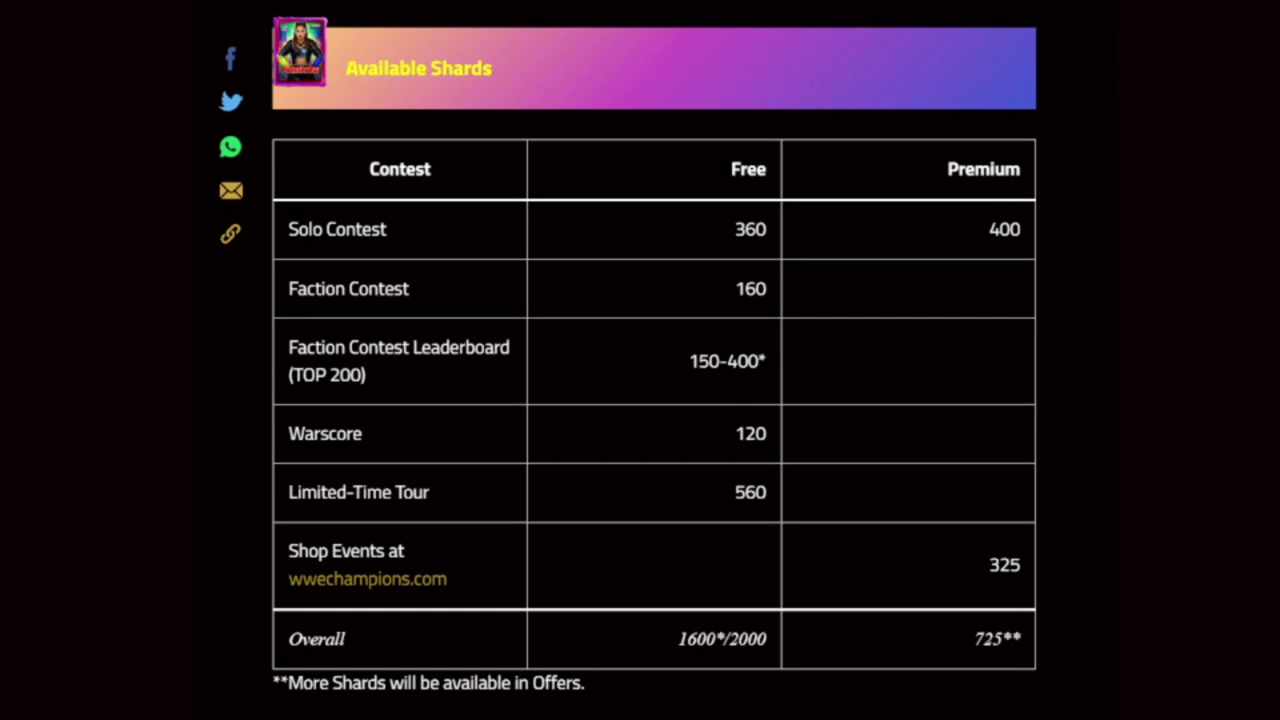 Available Shards
Contest Free Premium
Solo Contest 360 400
Faction Contest 160
Faction Contest Leaderboard
(TOP 200) 150-400*
Warscore 120
Limited-Time Tour 560
Shop Events at
wwechampions.com 325
Overall 1600*/2000 725**
**More Shards will be available in Offers.